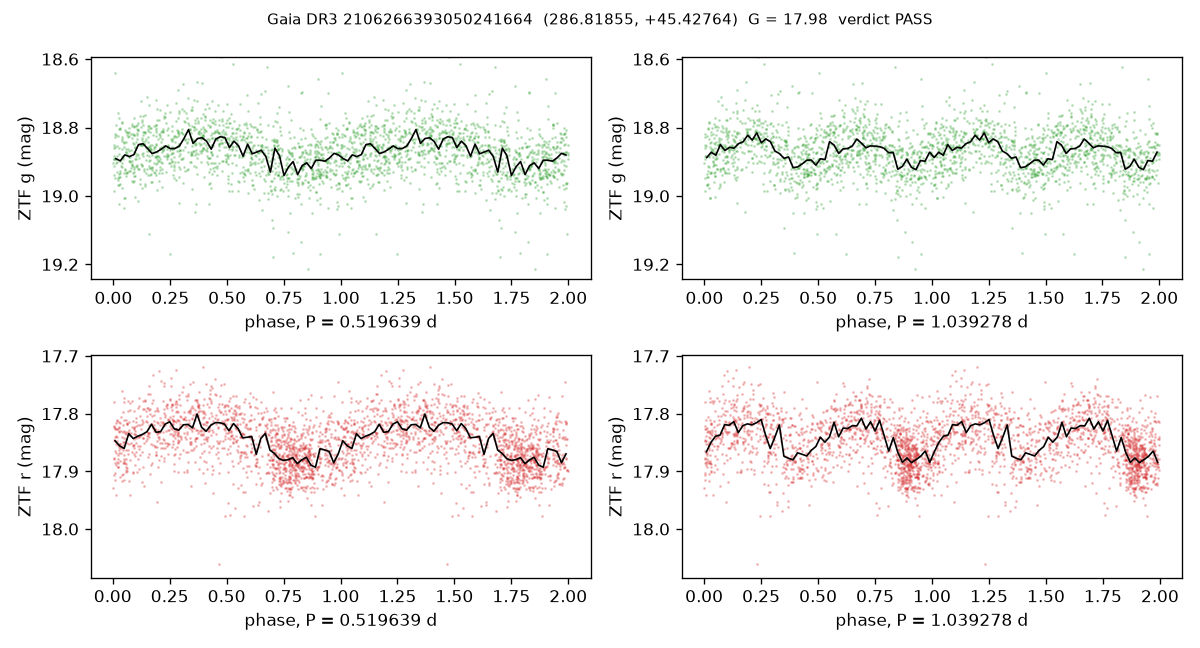 Gaia DR3 2106266393050241664  (286.81855, +45.42764)  G = 17.98  verdict PASS
ZTF g (mag)
18.6
18.8
19.0
19.2
0.00 0.25 0.50 0.75 1.00 1.25 1.50 1.75 2.00
phase, P = 0.519639 d
ZTF g (mag)
18.6
18.8
19.0
19.2
0.00 0.25 0.50 0.75 1.00 1.25 1.50 1.75 2.00
phase, P = 1.039278 d
ZTF r (mag)
17.7
17.8
17.9
18.0
0.00 0.25 0.50 0.75 1.00 1.25 1.50 1.75 2.00
phase, P = 0.519639 d
ZTF r (mag)
17.7
17.8
17.9
18.0
0.00 0.25 0.50 0.75 1.00 1.25 1.50 1.75 2.00
phase, P = 1.039278 d